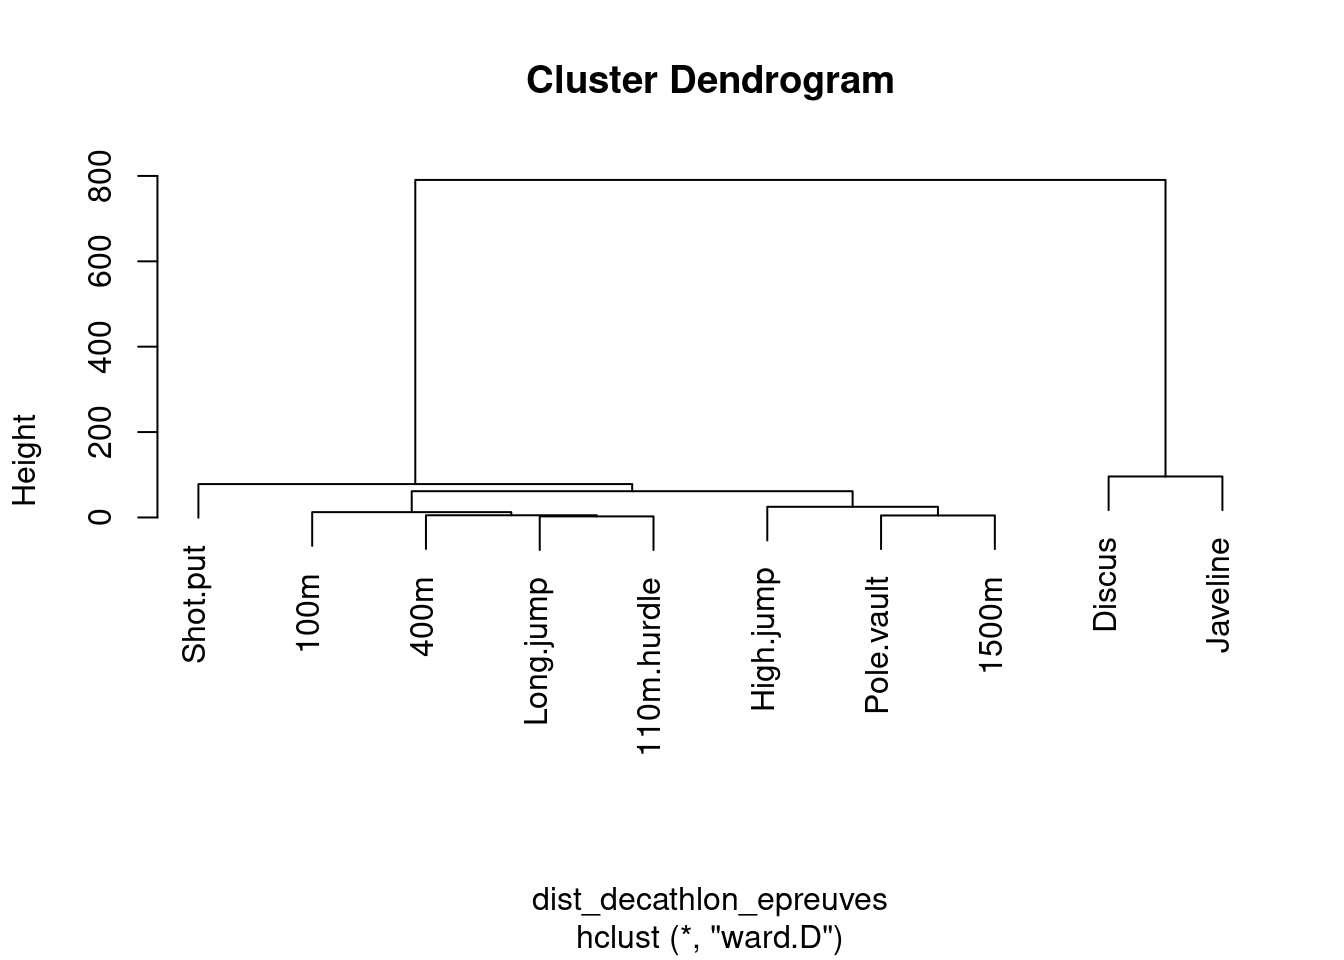 Cluster Dendrogram
Height
800
600
400
200
0
Shot.put
100m
400m
Long.jump
110m.hurdle
High.jump
Pole.vault
1500m
Discus
Javeline
dist_decathlon_epreuves
hclust (*, "ward.D")